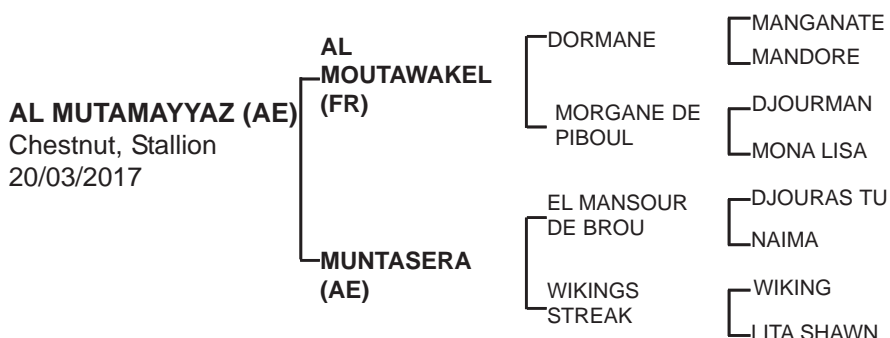 AL MUTAMAYYAZ (AE)
Chestnut, Stallion
20/03/2017
AL
MOUTAWAKEL
(FR)
MUNTASERA
(AE)
DORMANE
MORGANE DE
PIBOUL
EL MANSOUR
DE BROU
WIKINGS
STREAK
MANGANATE
MANDORE
DJOURMAN
MONA LISA
DJOURAS TU
NAIMA
WIKING
LITA SHAWN